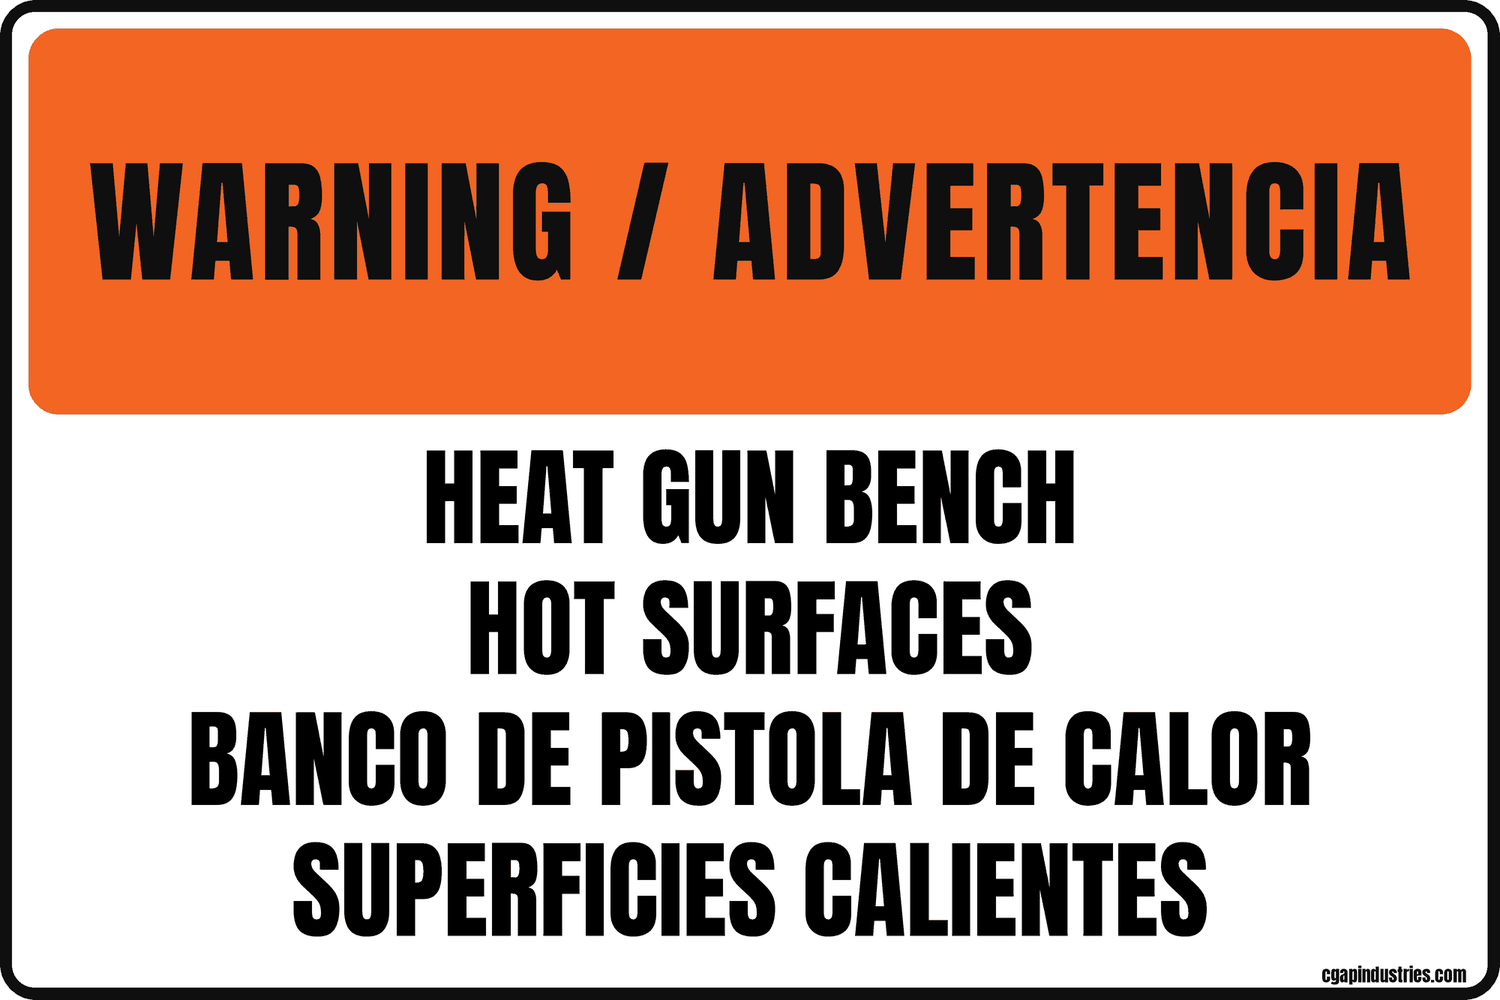 WARNING / ADVERTENCIA
HEAT GUN BENCH
HOT SURFACES
BANCO DE PISTOLA DE CALOR
SUPERFICIES CALIENTES
cgapindustries.com